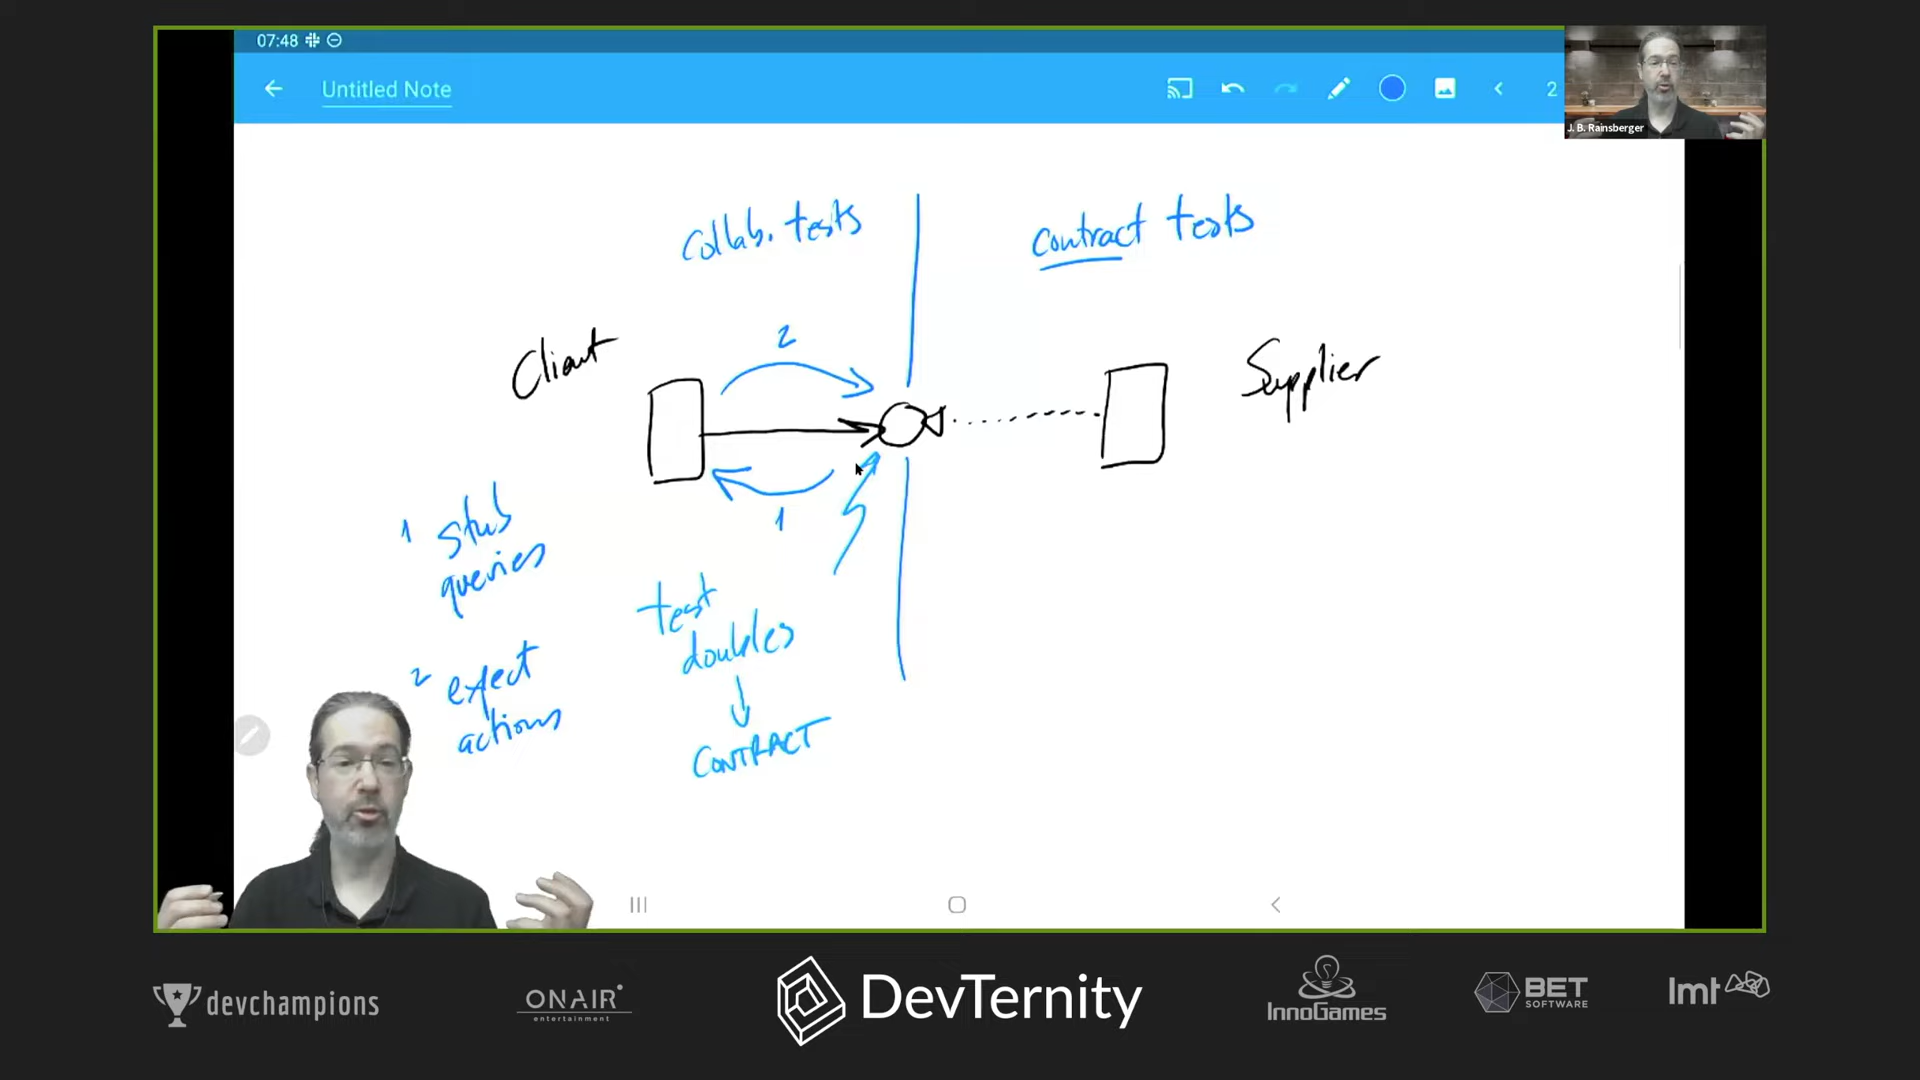 07:48
Untitled Note
2
J. B. Rainsberger
collab. tests
contract tests
Client
2
Supplier
1
1 stub
queries
test
doubles
2 expect
actions
CONTRACT
devchampions
ONAIR
entertainment
DevTernity
InnoGames
BET
SOFTWARE
lmt